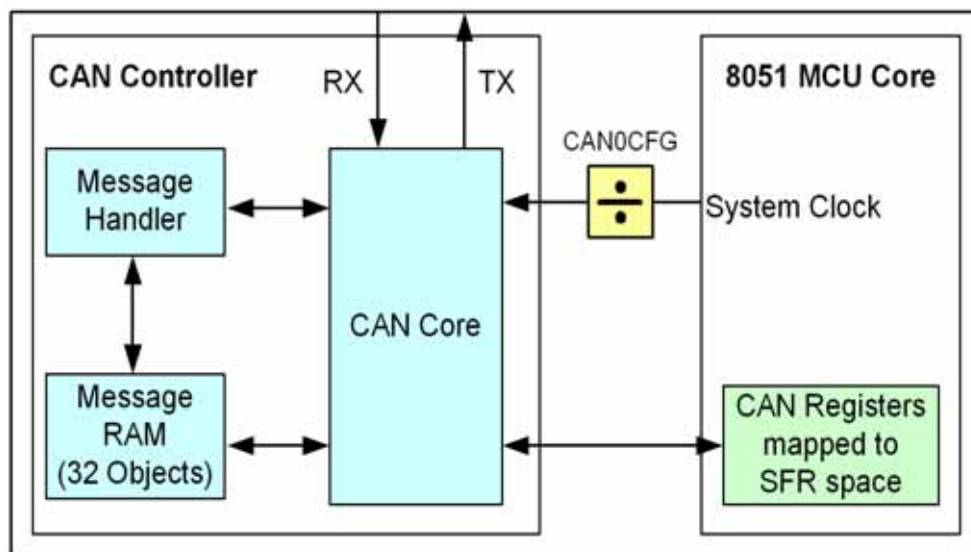 CAN Controller
RX
TX
8051 MCU Core
CAN0CFG
Message
Handler
÷
System Clock
CAN Core
Message
RAM
(32 Objects)
CAN Registers
mapped to
SFR space